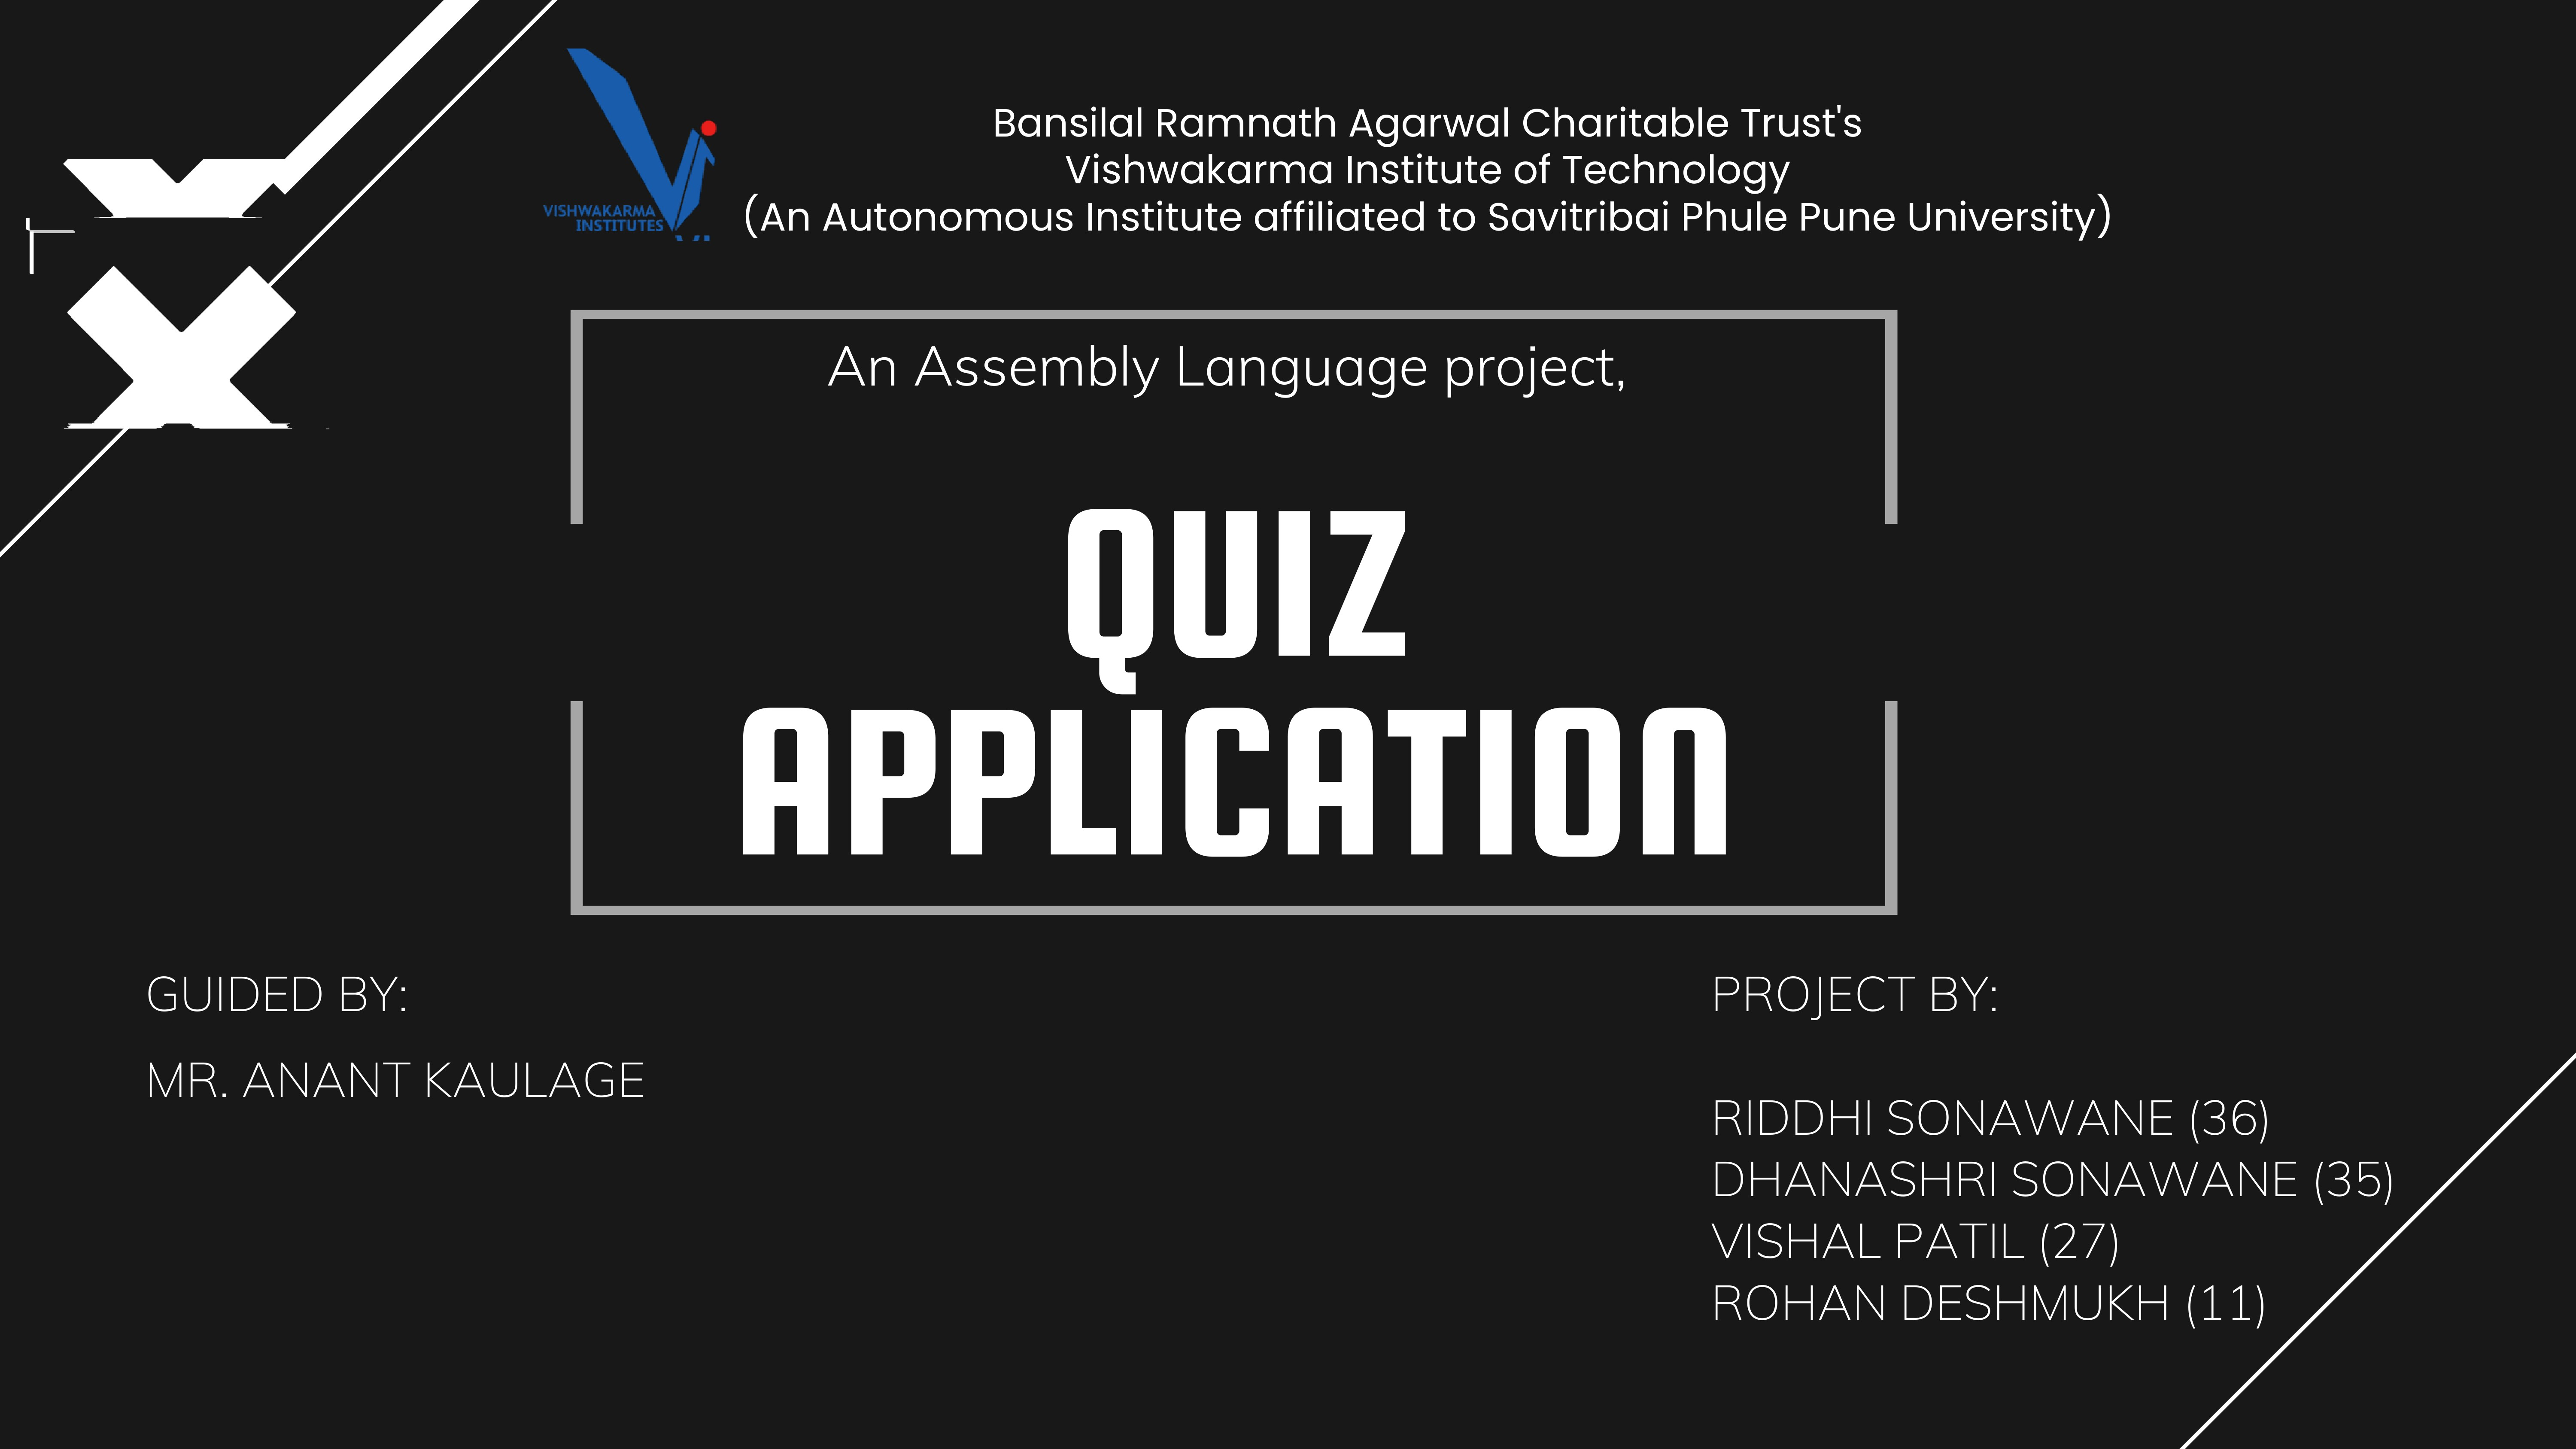 VISHWAKARMA
INSTITUTES
Bansilal Ramnath Agarwal Charitable Trust's
Vishwakarma Institute of Technology
(An Autonomous Institute affiliated to Savitribai Phule Pune University)
An Assembly Language project,
QUIZ
APPLICATION
GUIDED BY:
MR. ANANT KAULAGE
PROJECT BY:
RIDDHI SONAWANE (36)
DHANASHRI SONAWANE (35)
VISHAL PATIL (27)
ROHAN DESHMUKH (11)